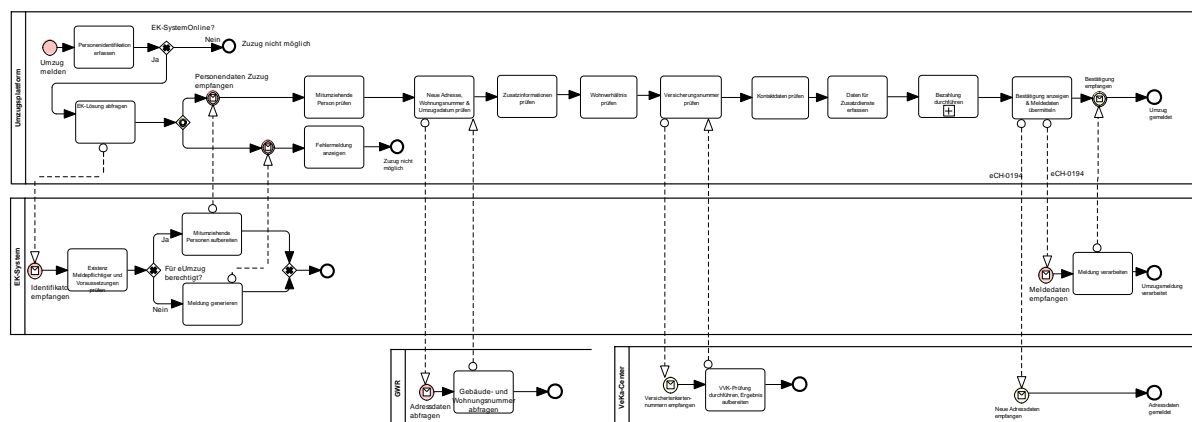 Umzugsplattform
Umzug
melden
Personenidentifikation
erfassen
EK-SystemOnline?
Nein
Zuzug nicht möglich
Ja
EK-Lösung abfragen
Personendaten Zuzug
empfangen
Mitumziehende
Person prüfen
Neue Adresse,
Wohnungsnummer &
Umzugsdatum prüfen
Zusatzinformationen
prüfen
Wohnverhältnis
prüfen
Versicherungsnummer
prüfen
Kontaktdaten prüfen
Daten für
Zusatzdienste
erfassen
Bezahlung
durchführen
Bestätigung anzeigen
& Meldedaten
übermitteln
Bestätigung
empfangen
Umzug
gemeldet
Fehlermeldung
anzeigen
Zuzug nicht
möglich
eCH-0194
eCH-0194
EK-System
Identifikato
empfangen
Existenz
Meldepflichtiger und
Voraussetzungen
prüfen
Ja
Für eUmzug
berechtigt?
Nein
Mitumziehende
Personen aufbereiten
Meldung generieren
Meldedaten
empfangen
Meldung verarbeiten
Umzugsmeldung
verarbeitet
GWR
Adressdaten
abfragen
Gebäude- und
Wohnungsnummer
abfragen
VeKa-Center
Versichertenkarten-
nummern empfangen
VVK-Prüfung
durchführen, Ergebnis
aufbereiten
Neue Adressdaten
empfangen
Adressdaten
gemeldet